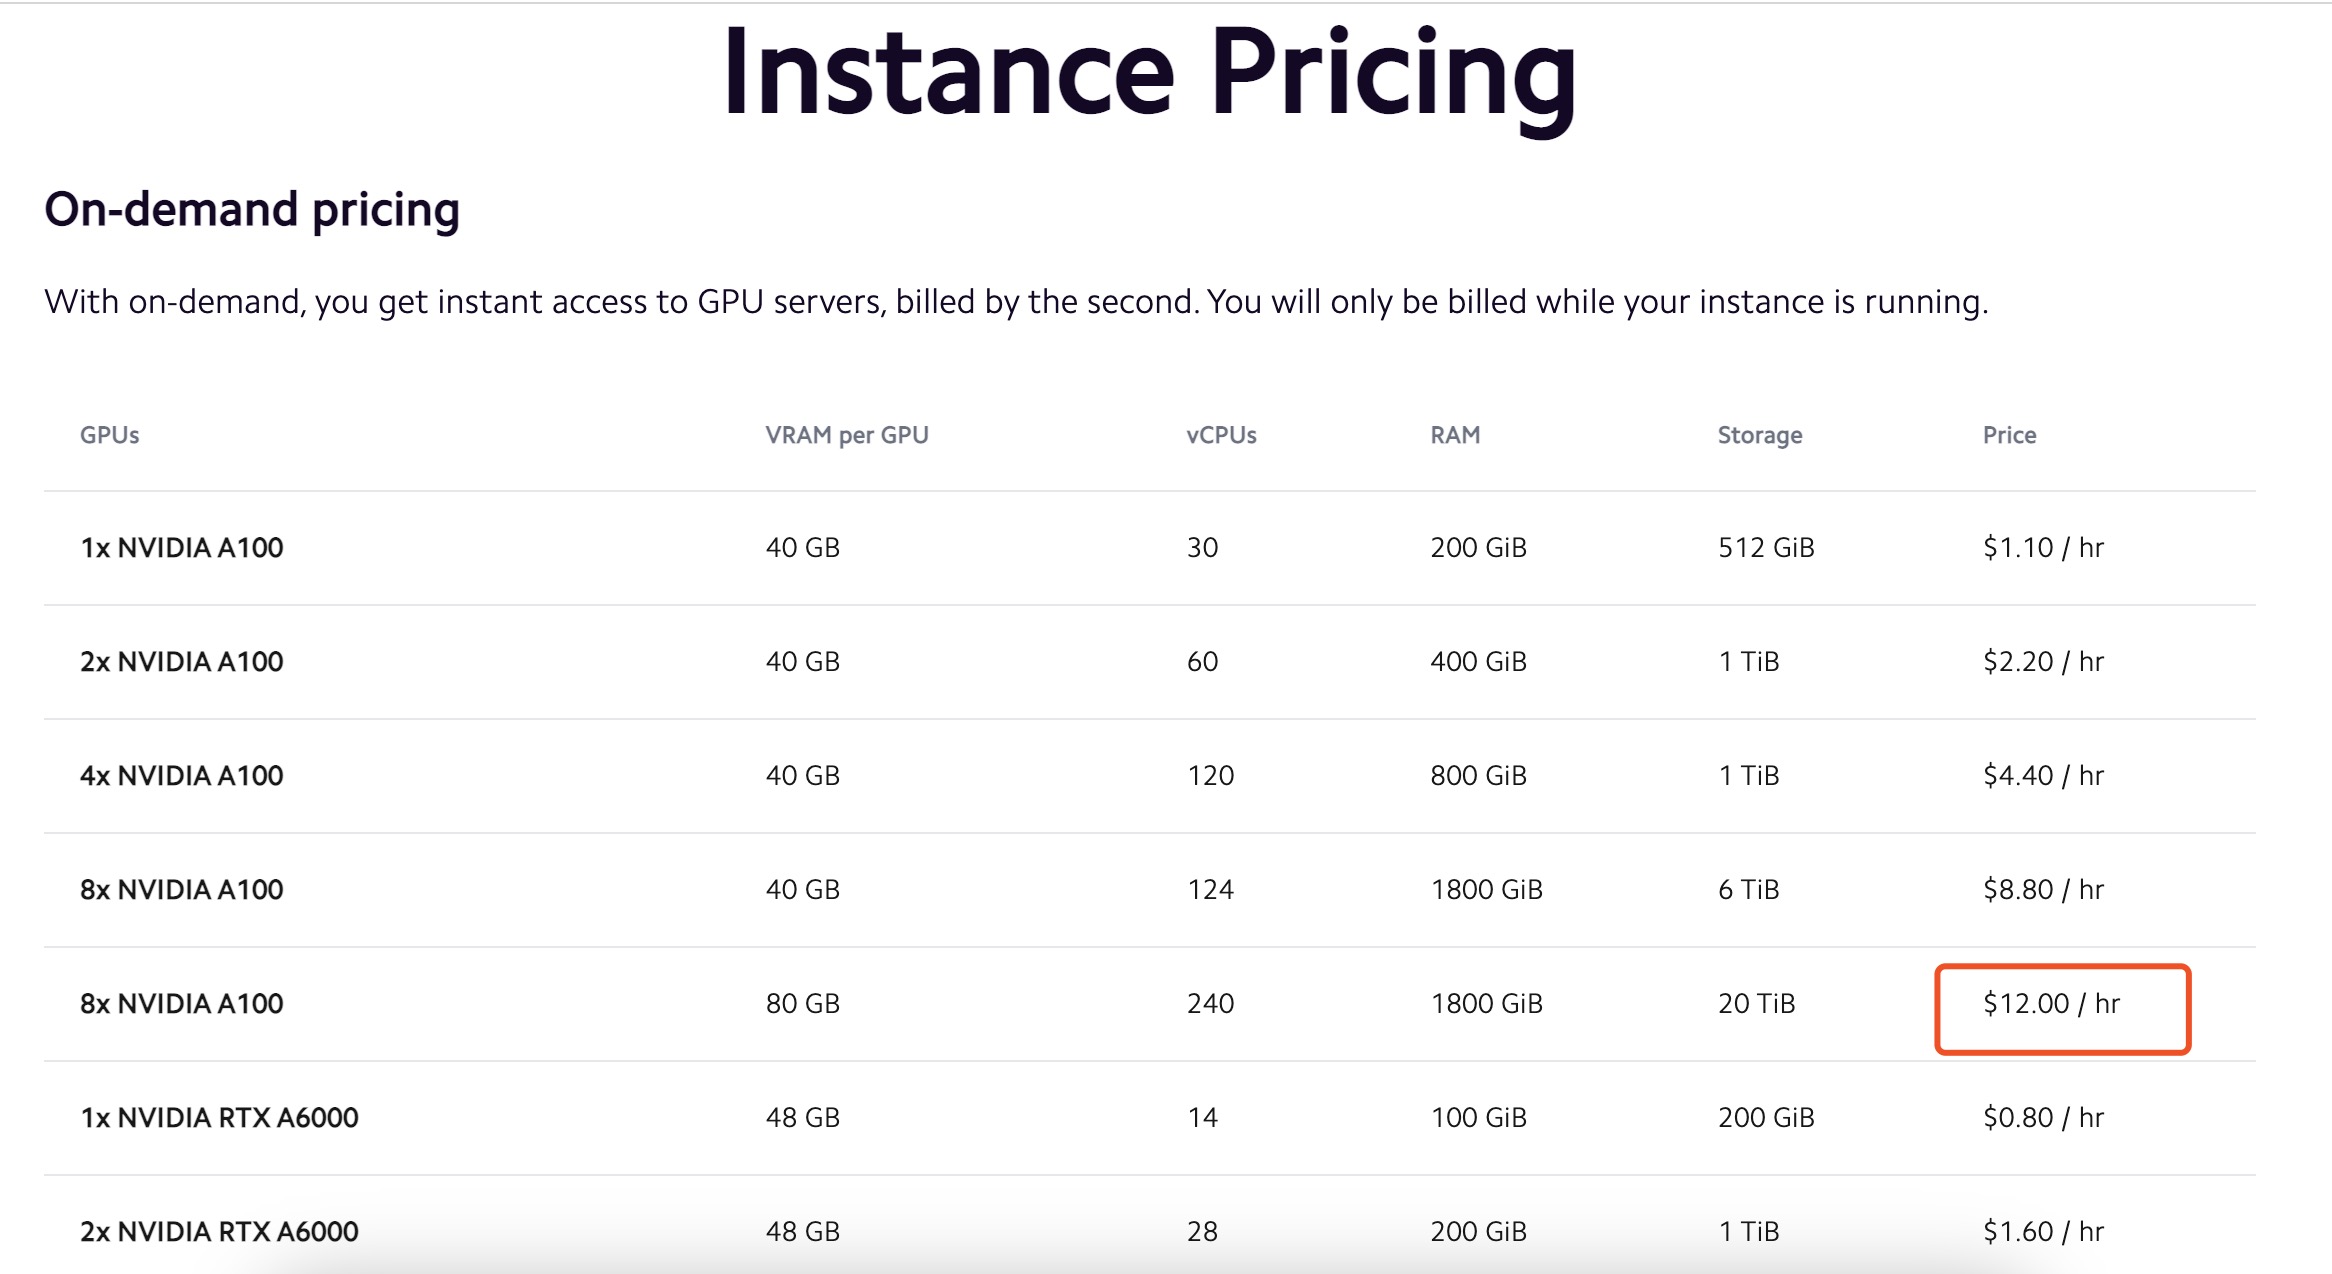 Instance Pricing
On-demand pricing
With on-demand, you get instant access to GPU servers, billed by the second. You will only be billed while your instance is running.
GPUs VRAM per GPU vCPUs RAM Storage Price
1x NVIDIA A100 40 GB 30 200 GiB 512 GiB $1.10 / hr
2x NVIDIA A100 40 GB 60 400 GiB 1 TiB $2.20 / hr
4x NVIDIA A100 40 GB 120 800 GiB 1 TiB $4.40 / hr
8x NVIDIA A100 40 GB 124 1800 GiB 6 TiB $8.80 / hr
8x NVIDIA A100 80 GB 240 1800 GiB 20 TiB $12.00 / hr
1x NVIDIA RTX A6000 48 GB 14 100 GiB 200 GiB $0.80 / hr
2x NVIDIA RTX A6000 48 GB 28 200 GiB 1 TiB $1.60 / hr